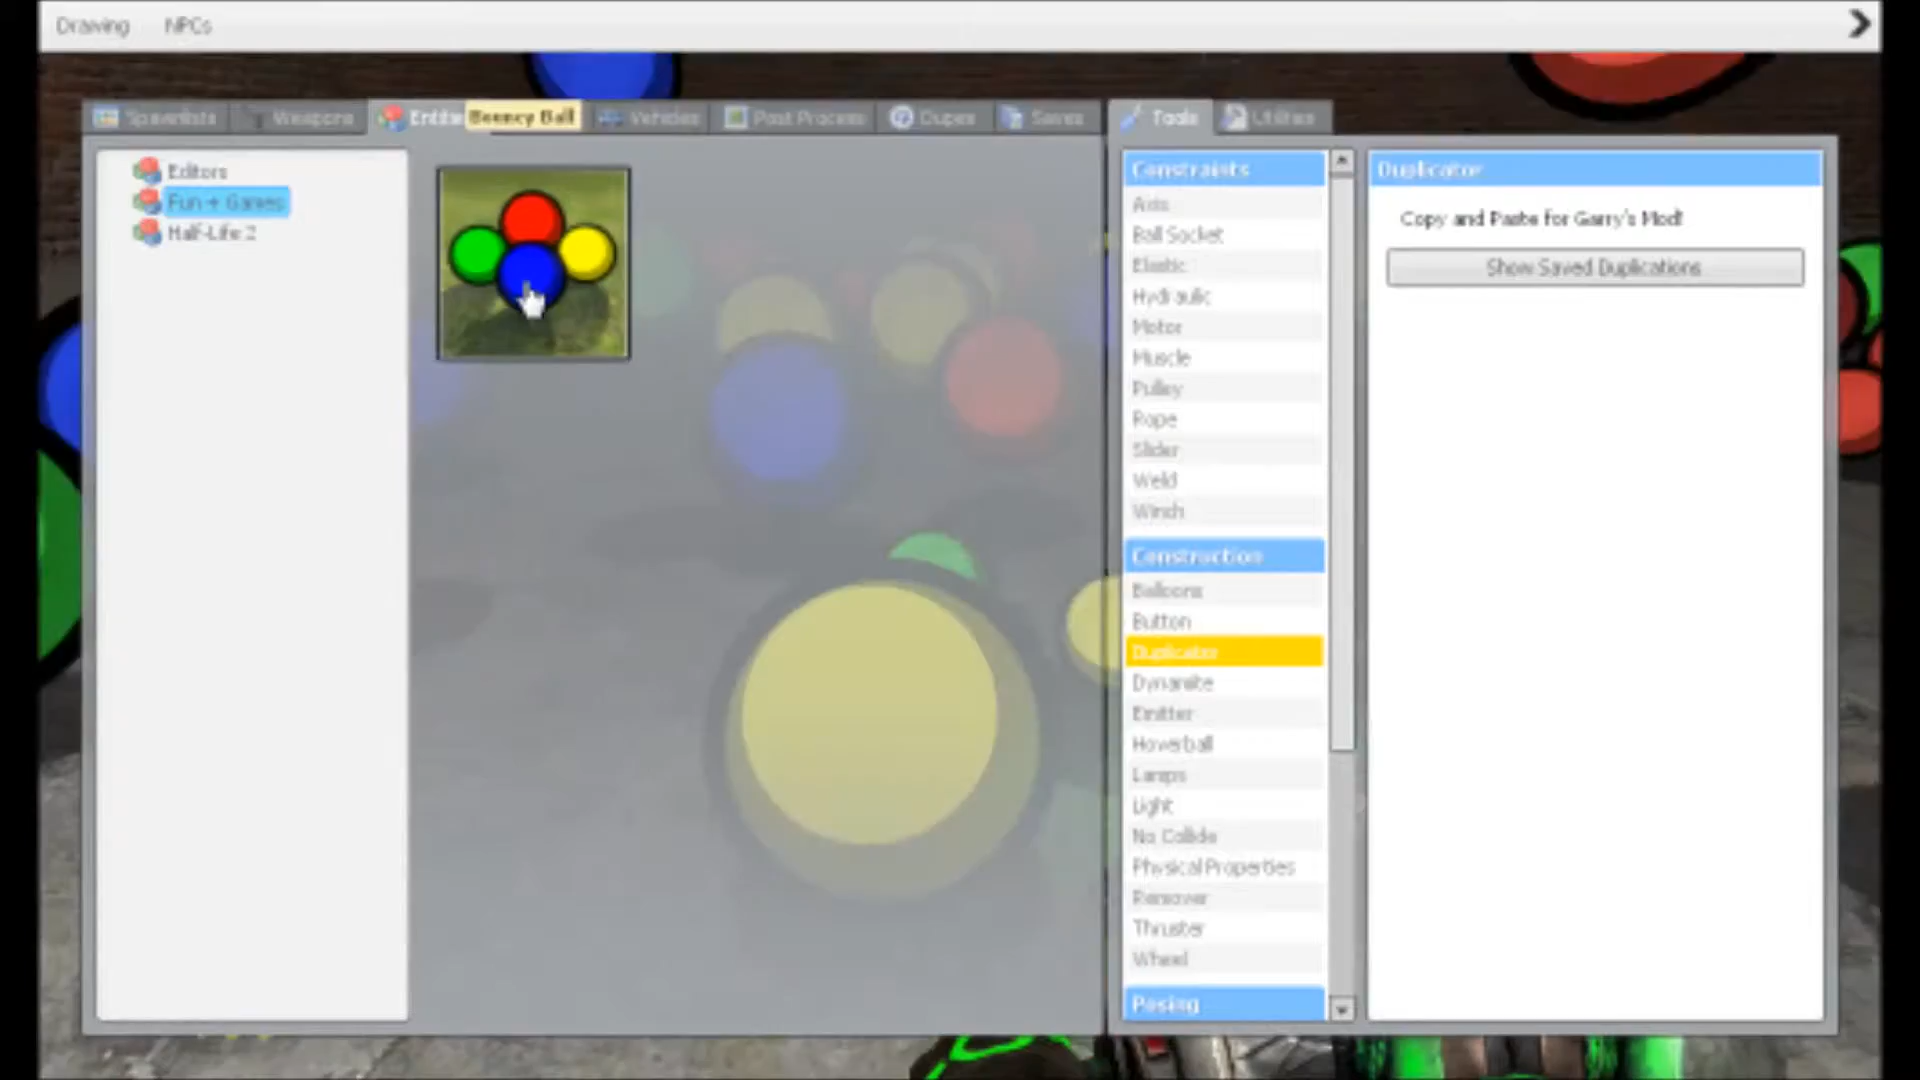 Drawing NPCs
Spawnlists Weapons Entitie Bouncy Ball Vehicles Post Process Dupes Saves Tools Utilities
Editors
Fun + Games
Half-Life 2
Constraints
Axis
Ball Socket
Elastic
Hydraulic
Motor
Muscle
Pulley
Rope
Slider
Weld
Winch
Construction
Balloons
Button
Duplicator
Dynamite
Emitter
Hoverball
Lamps
Light
No Collide
Physical Properties
Remover
Thruster
Wheel
Posing
Duplicator
Copy and Paste for Garry's Mod!
Show Saved Duplications